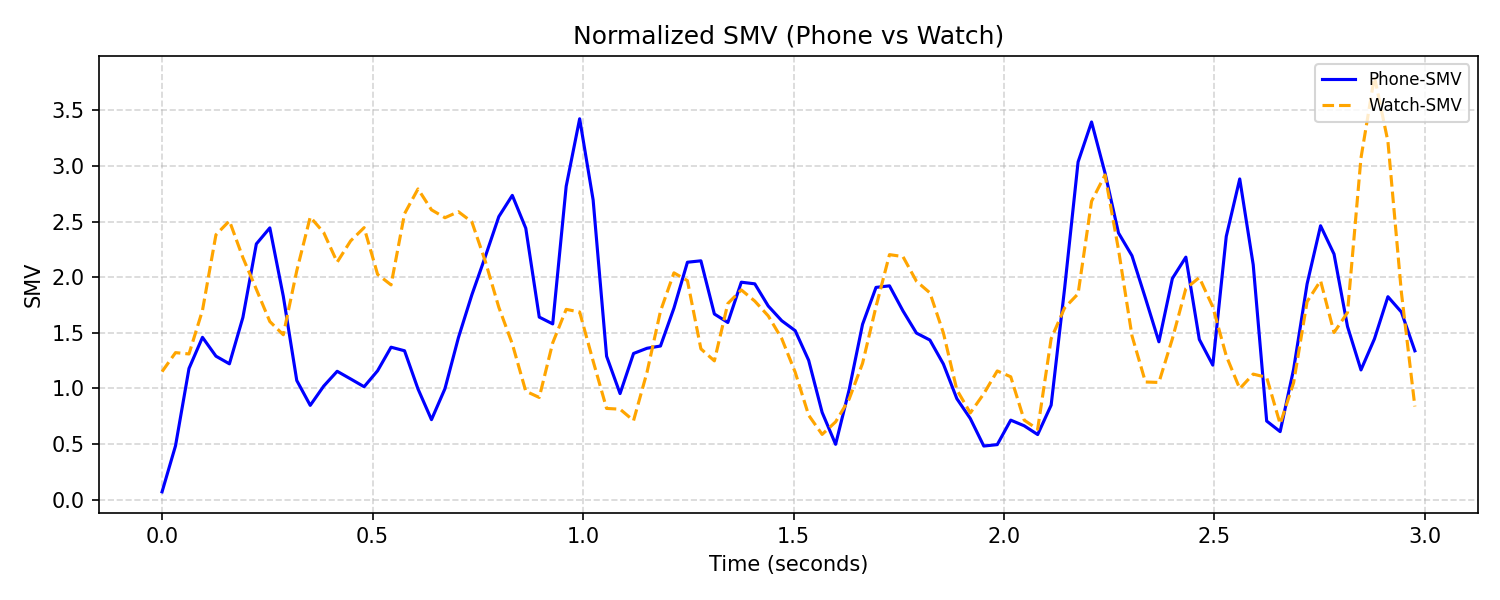 Normalized SMV (Phone vs Watch)
Phone-SMV
Watch-SMV
SMV
3.5
3.0
2.5
2.0
1.5
1.0
0.5
0.0
0.0 0.5 1.0 1.5 2.0 2.5 3.0
Time (seconds)